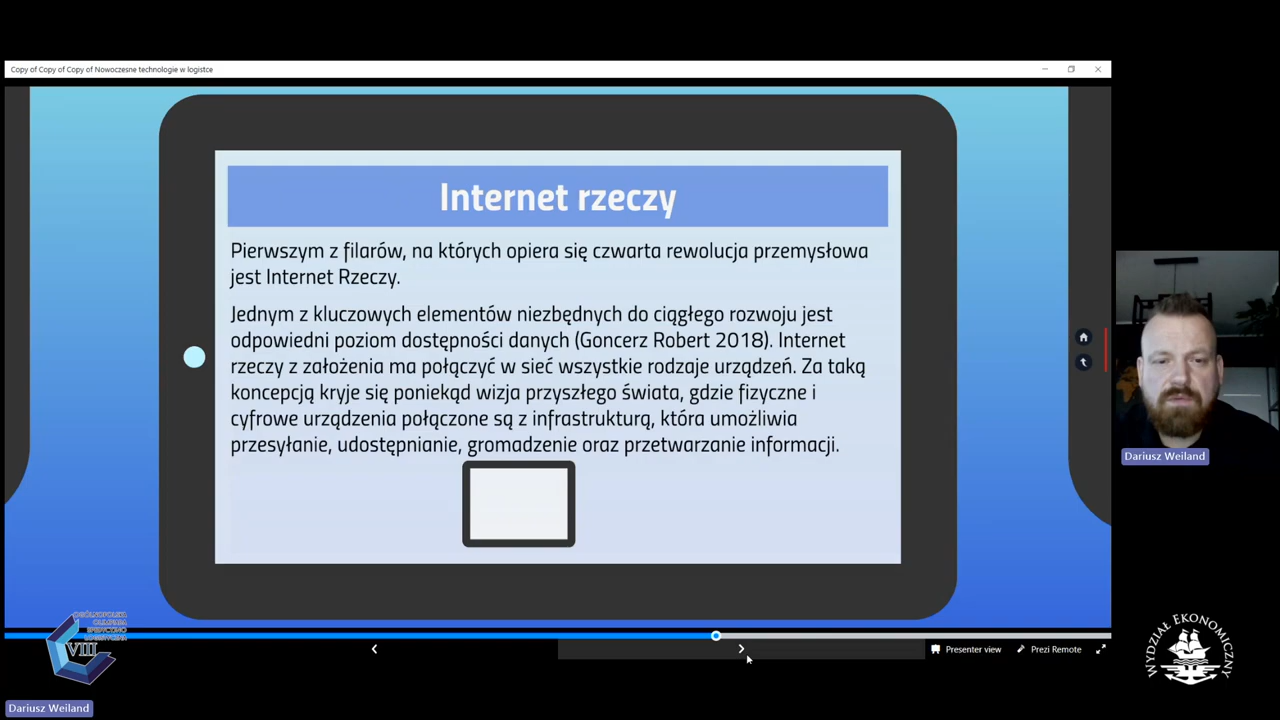 Copy of Copy of Copy of Nowoczesne technologie w logistce
Internet rzeczy
Pierwszym z filarów, na których opiera się czwarta rewolucja przemysłowa
jest Internet Rzeczy.
Jednym z kluczowych elementów niezbędnych do ciągłego rozwoju jest
odpowiedni poziom dostępności danych (Goncerz Robert 2018). Internet
rzeczy z założenia ma połączyć w sieć wszystkie rodzaje urządzeń. Za taką
koncepcją kryje się poniekąd wizja przyszłego świata, gdzie fizyczne i
cyfrowe urządzenia połączone są z infrastrukturą, która umożliwia
przesyłanie, udostępnianie, gromadzenie oraz przetwarzanie informacji.
Dariusz Weiland
OGÓLNOPOLSKA
OLIMPIADA
SPEDYCYJNO
LOGISTYCZNA
VIII
Presenter view
Prezi Remote
WYDZIAŁ EKONOMICZNY
Dariusz Weiland